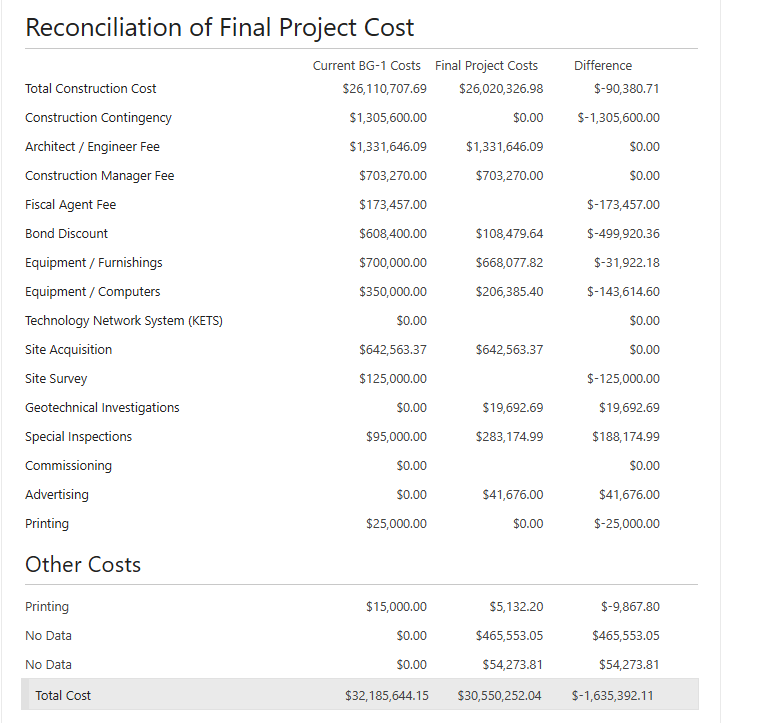 Reconciliation of Final Project Cost
Current BG-1 Costs Final Project Costs Difference
Total Construction Cost $26,110,707.69 $26,020,326.98 $-90,380.71
Construction Contingency $1,305,600.00 $0.00 $-1,305,600.00
Architect / Engineer Fee $1,331,646.09 $1,331,646.09 $0.00
Construction Manager Fee $703,270.00 $703,270.00 $0.00
Fiscal Agent Fee $173,457.00 $-173,457.00
Bond Discount $608,400.00 $108,479.64 $-499,920.36
Equipment / Furnishings $700,000.00 $668,077.82 $-31,922.18
Equipment / Computers $350,000.00 $206,385.40 $-143,614.60
Technology Network System (KETS) $0.00 $0.00
Site Acquisition $642,563.37 $642,563.37 $0.00
Site Survey $125,000.00 $-125,000.00
Geotechnical Investigations $0.00 $19,692.69 $19,692.69
Special Inspections $95,000.00 $283,174.99 $188,174.99
Commissioning $0.00 $0.00
Advertising $0.00 $41,676.00 $41,676.00
Printing $25,000.00 $0.00 $-25,000.00
Other Costs
Printing $15,000.00 $5,132.20 $-9,867.80
No Data $0.00 $465,553.05 $465,553.05
No Data $0.00 $54,273.81 $54,273.81
Total Cost $32,185,644.15 $30,550,252.04 $-1,635,392.11